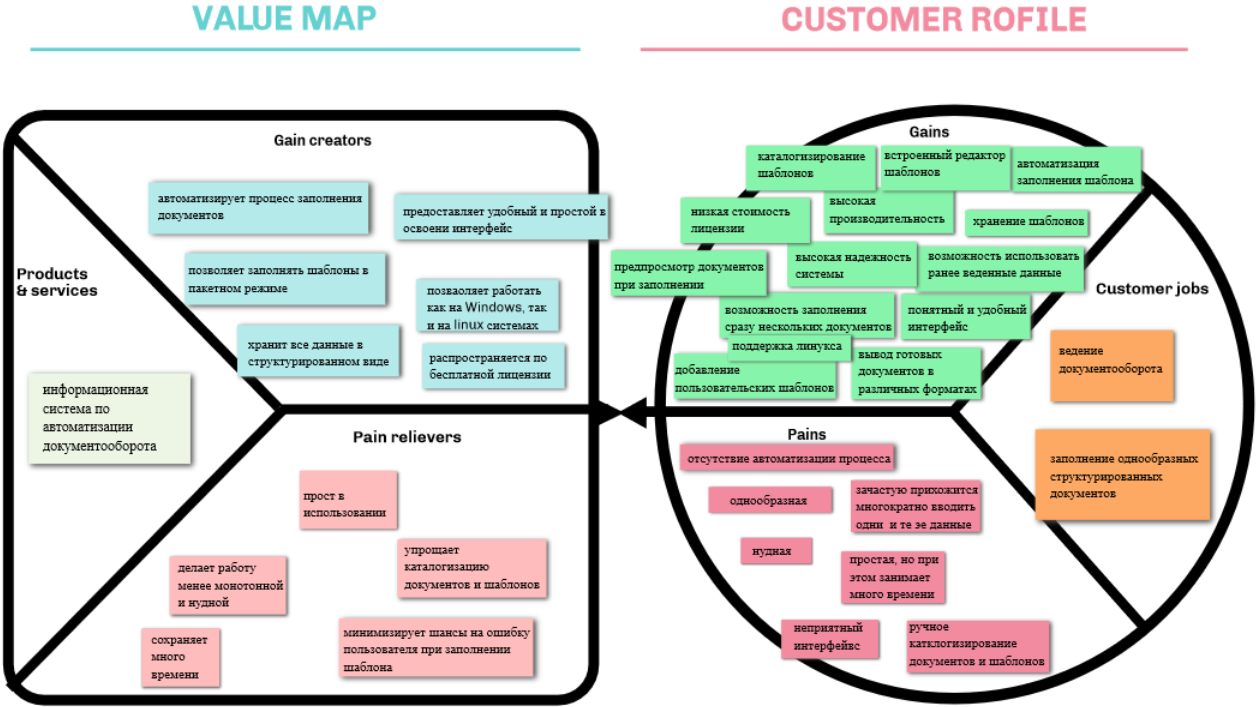 VALUE MAP
CUSTOMER ROFILE
Gain creators
автоматизирует процесс заполнения
документов
предоставляет удобный и простой в
освоени интерфейс
позволяет заполнять шаблоны в
пакетном режиме
позваоляет работать
как на Windows, так
и на linux системах
хранит все данные в
структурированном виде
распространяется по
бесплатной лицензии
Products
& services
информационная
система по
автоматизации
документооборота
Pain relievers
прост в
использовании
упрощает
каталогизацию
документов и шаблонов
делает работу
менее монотонной
и нудной
минимизирует шансы на ошибку
пользователя при заполнении
шаблона
сохраняет
много
времени
Gains
каталогизирование
шаблонов
встроенный редактор
шаблонов
автоматизация
заполнения шаблона
низкая стоимость
лицензии
высокая
производительность
хранение шаблонов
предпросмотр документов
при заполнении
высокая надежность
системы
возможность использовать
ранее веденные данные
возможность заполнения
сразу нескольких документов
понятный и удобный
интерфейс
поддержка линукса
добавление
пользовательских шаблонов
вывод готовых
документов в
различных форматах
Customer jobs
ведение
документооборота
заполнение однообразных
структурированных
документов
Pains
отсутствие автоматизации процесса
однообразная
зачастую прихожится
многократно вводить
одни и те эе данные
нудная
простая, но при
этом занимает
много времени
неприятный
интерфейвс
ручное
катклогизирование
документов и шаблонов